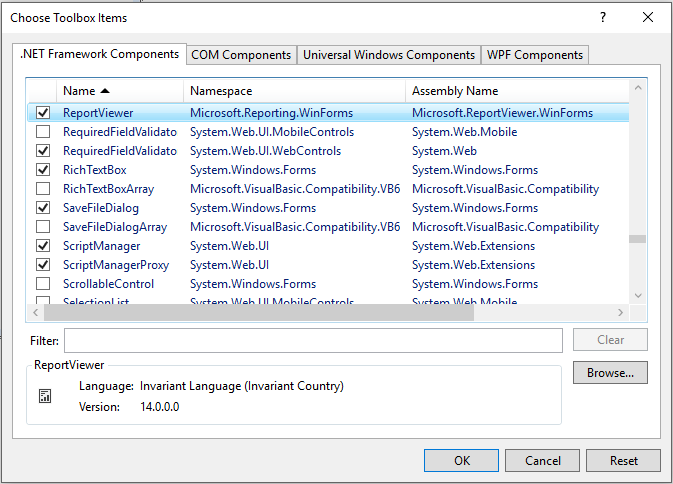 Choose Toolbox Items
.NET Framework Components COM Components Universal Windows Components WPF Components
Name Namespace Assembly Name
ReportViewer Microsoft.Reporting.WinForms Microsoft.ReportViewer.WinForms
RequiredFieldValidato System.Web.UI.MobileControls System.Web.Mobile
RequiredFieldValidato System.Web.UI.WebControls System.Web
RichTextBox System.Windows.Forms System.Windows.Forms
RichTextBoxArray Microsoft.VisualBasic.Compatibility.VB6 Microsoft.VisualBasic.Compatibility
SaveFileDialog System.Windows.Forms System.Windows.Forms
SaveFileDialogArray Microsoft.VisualBasic.Compatibility.VB6 Microsoft.VisualBasic.Compatibility
ScriptManager System.Web.UI System.Web.Extensions
ScriptManagerProxy System.Web.UI System.Web.Extensions
ScrollableControl System.Windows.Forms System.Windows.Forms
SelectionList System.Web.UI.MobileControls System.Web.Mobile
Filter: Clear
ReportViewer Browse...
Language: Invariant Language (Invariant Country)
Version: 14.0.0.0
OK Cancel Reset